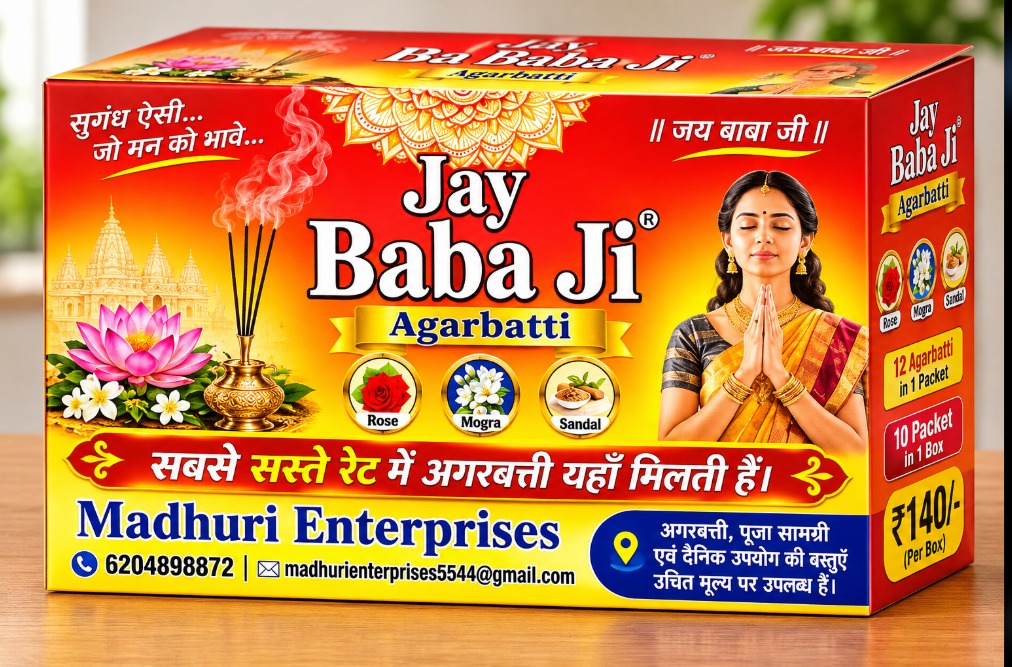 Jay
Ba Baba Ji®
Agarbatti
॥ जय बाबा जी ॥
सुगंध ऐसी...
जो मन को भावे...
॥ जय बाबा जी ॥
Jay
Baba Ji®
Agarbatti
Rose
Mogra
Sandal
सबसे सस्ते रेट में अगरबत्ती यहाँ मिलती हैं।
Madhuri Enterprises
6204898872 | madhurienterprises5544@gmail.com
अगरबत्ती, पूजा सामग्री
एवं दैनिक उपयोग की बस्तुएँ
उचित मूल्य पर उपलब्ध हैं।
Jay
Baba Ji®
Agarbatti
Rose
Mogra
Sandal
12 Agarbatti
in 1 Packet
10 Packet
in 1 Box
₹140/-
(Per Box)